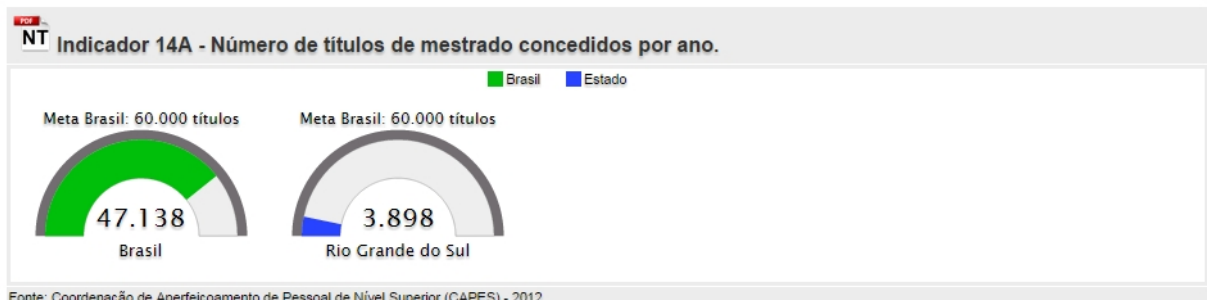 PDF
NT
Indicador 14A - Número de títulos de mestrado concedidos por ano.
Brasil Estado
Meta Brasil: 60.000 títulos Meta Brasil: 60.000 títulos
47.138 3.898
Brasil Rio Grande do Sul
Fonte: Coordenação de Aperfeiçoamento de Pessoal de Nível Superior (CAPES) - 2012